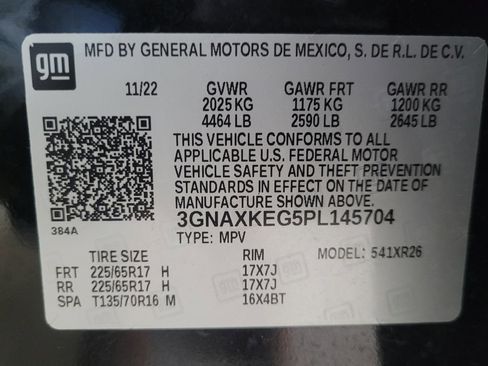 gm
MFD BY GENERAL MOTORS DE MEXICO, S. DE R.L. DE C.V.
11/22 GVWR GAWR FRT GAWR RR
2025 KG 1175 KG 1200 KG
4464 LB 2590 LB 2645 LB
THIS VEHICLE CONFORMS TO ALL
APPLICABLE U.S. FEDERAL MOTOR
VEHICLE SAFETY AND THEFT PREVENTION
STANDARDS IN EFFECT ON THE DATE OF
MANUFACTURE SHOWN ABOVE.
384A
3GNAXKEG5PL145704
TYPE: MPV
TIRE SIZE RIM MODEL: 541XR26
FRT 225/65R17 H 17X7J
RR 225/65R17 H 17X7J
SPA T135/70R16 M 16X4BT